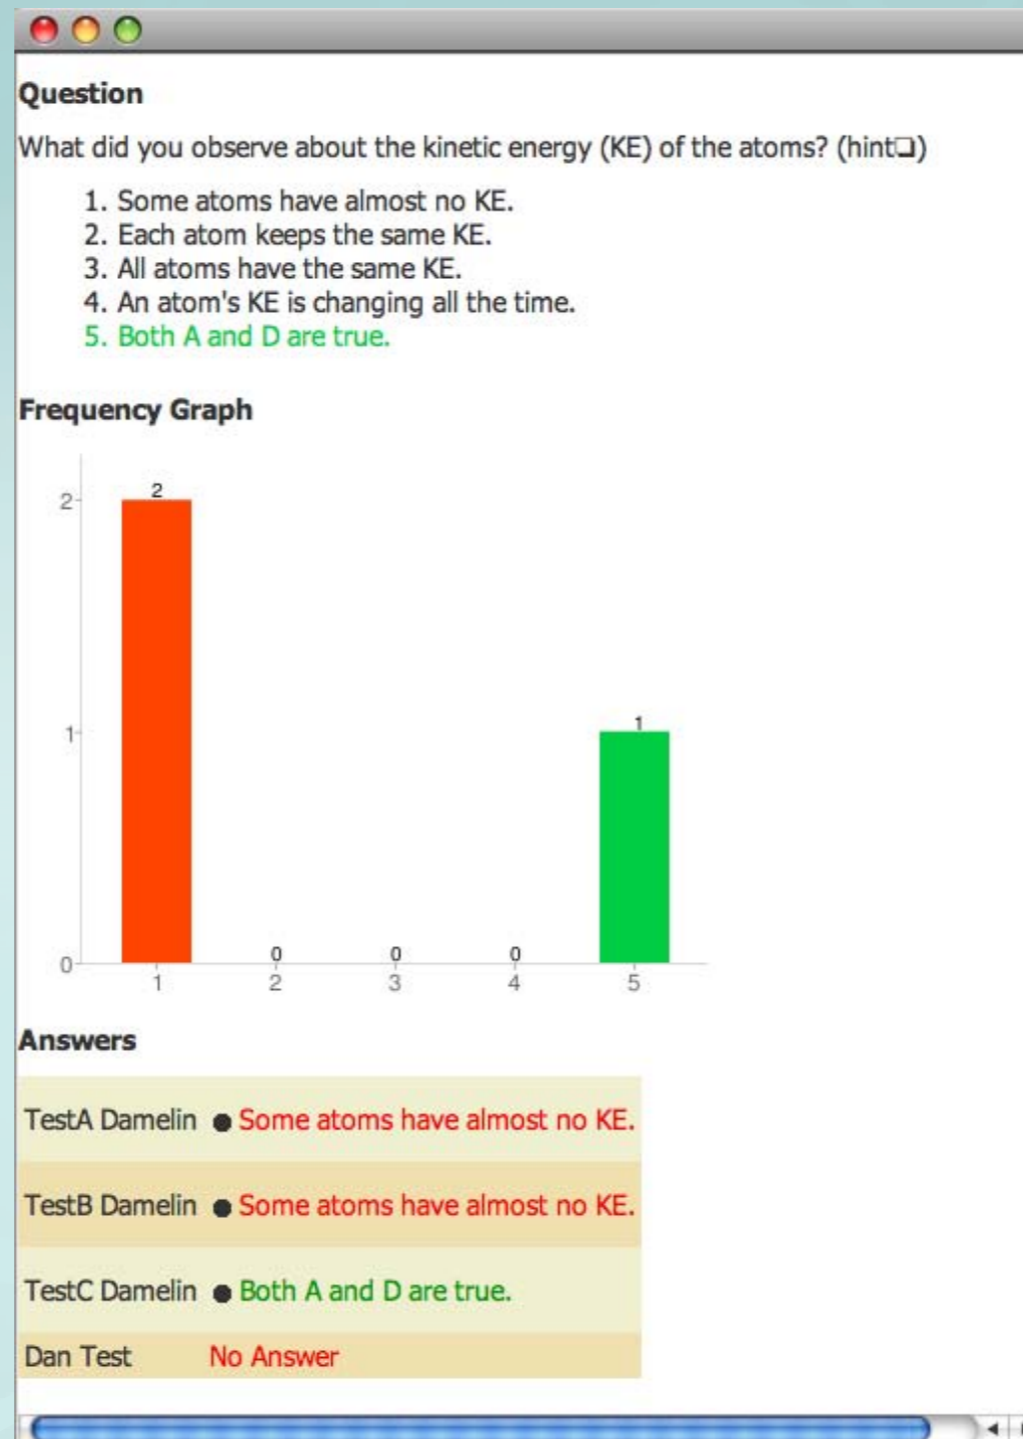 Question
What did you observe about the kinetic energy (KE) of the atoms? (hint❏)
1. Some atoms have almost no KE.
2. Each atom keeps the same KE.
3. All atoms have the same KE.
4. An atom's KE is changing all the time.
5. Both A and D are true.
Frequency Graph
2
2
1
1
0
0
0
0
1 2 3 4 5
Answers
TestA Damelin ● Some atoms have almost no KE.
TestB Damelin ● Some atoms have almost no KE.
TestC Damelin ● Both A and D are true.
Dan Test No Answer